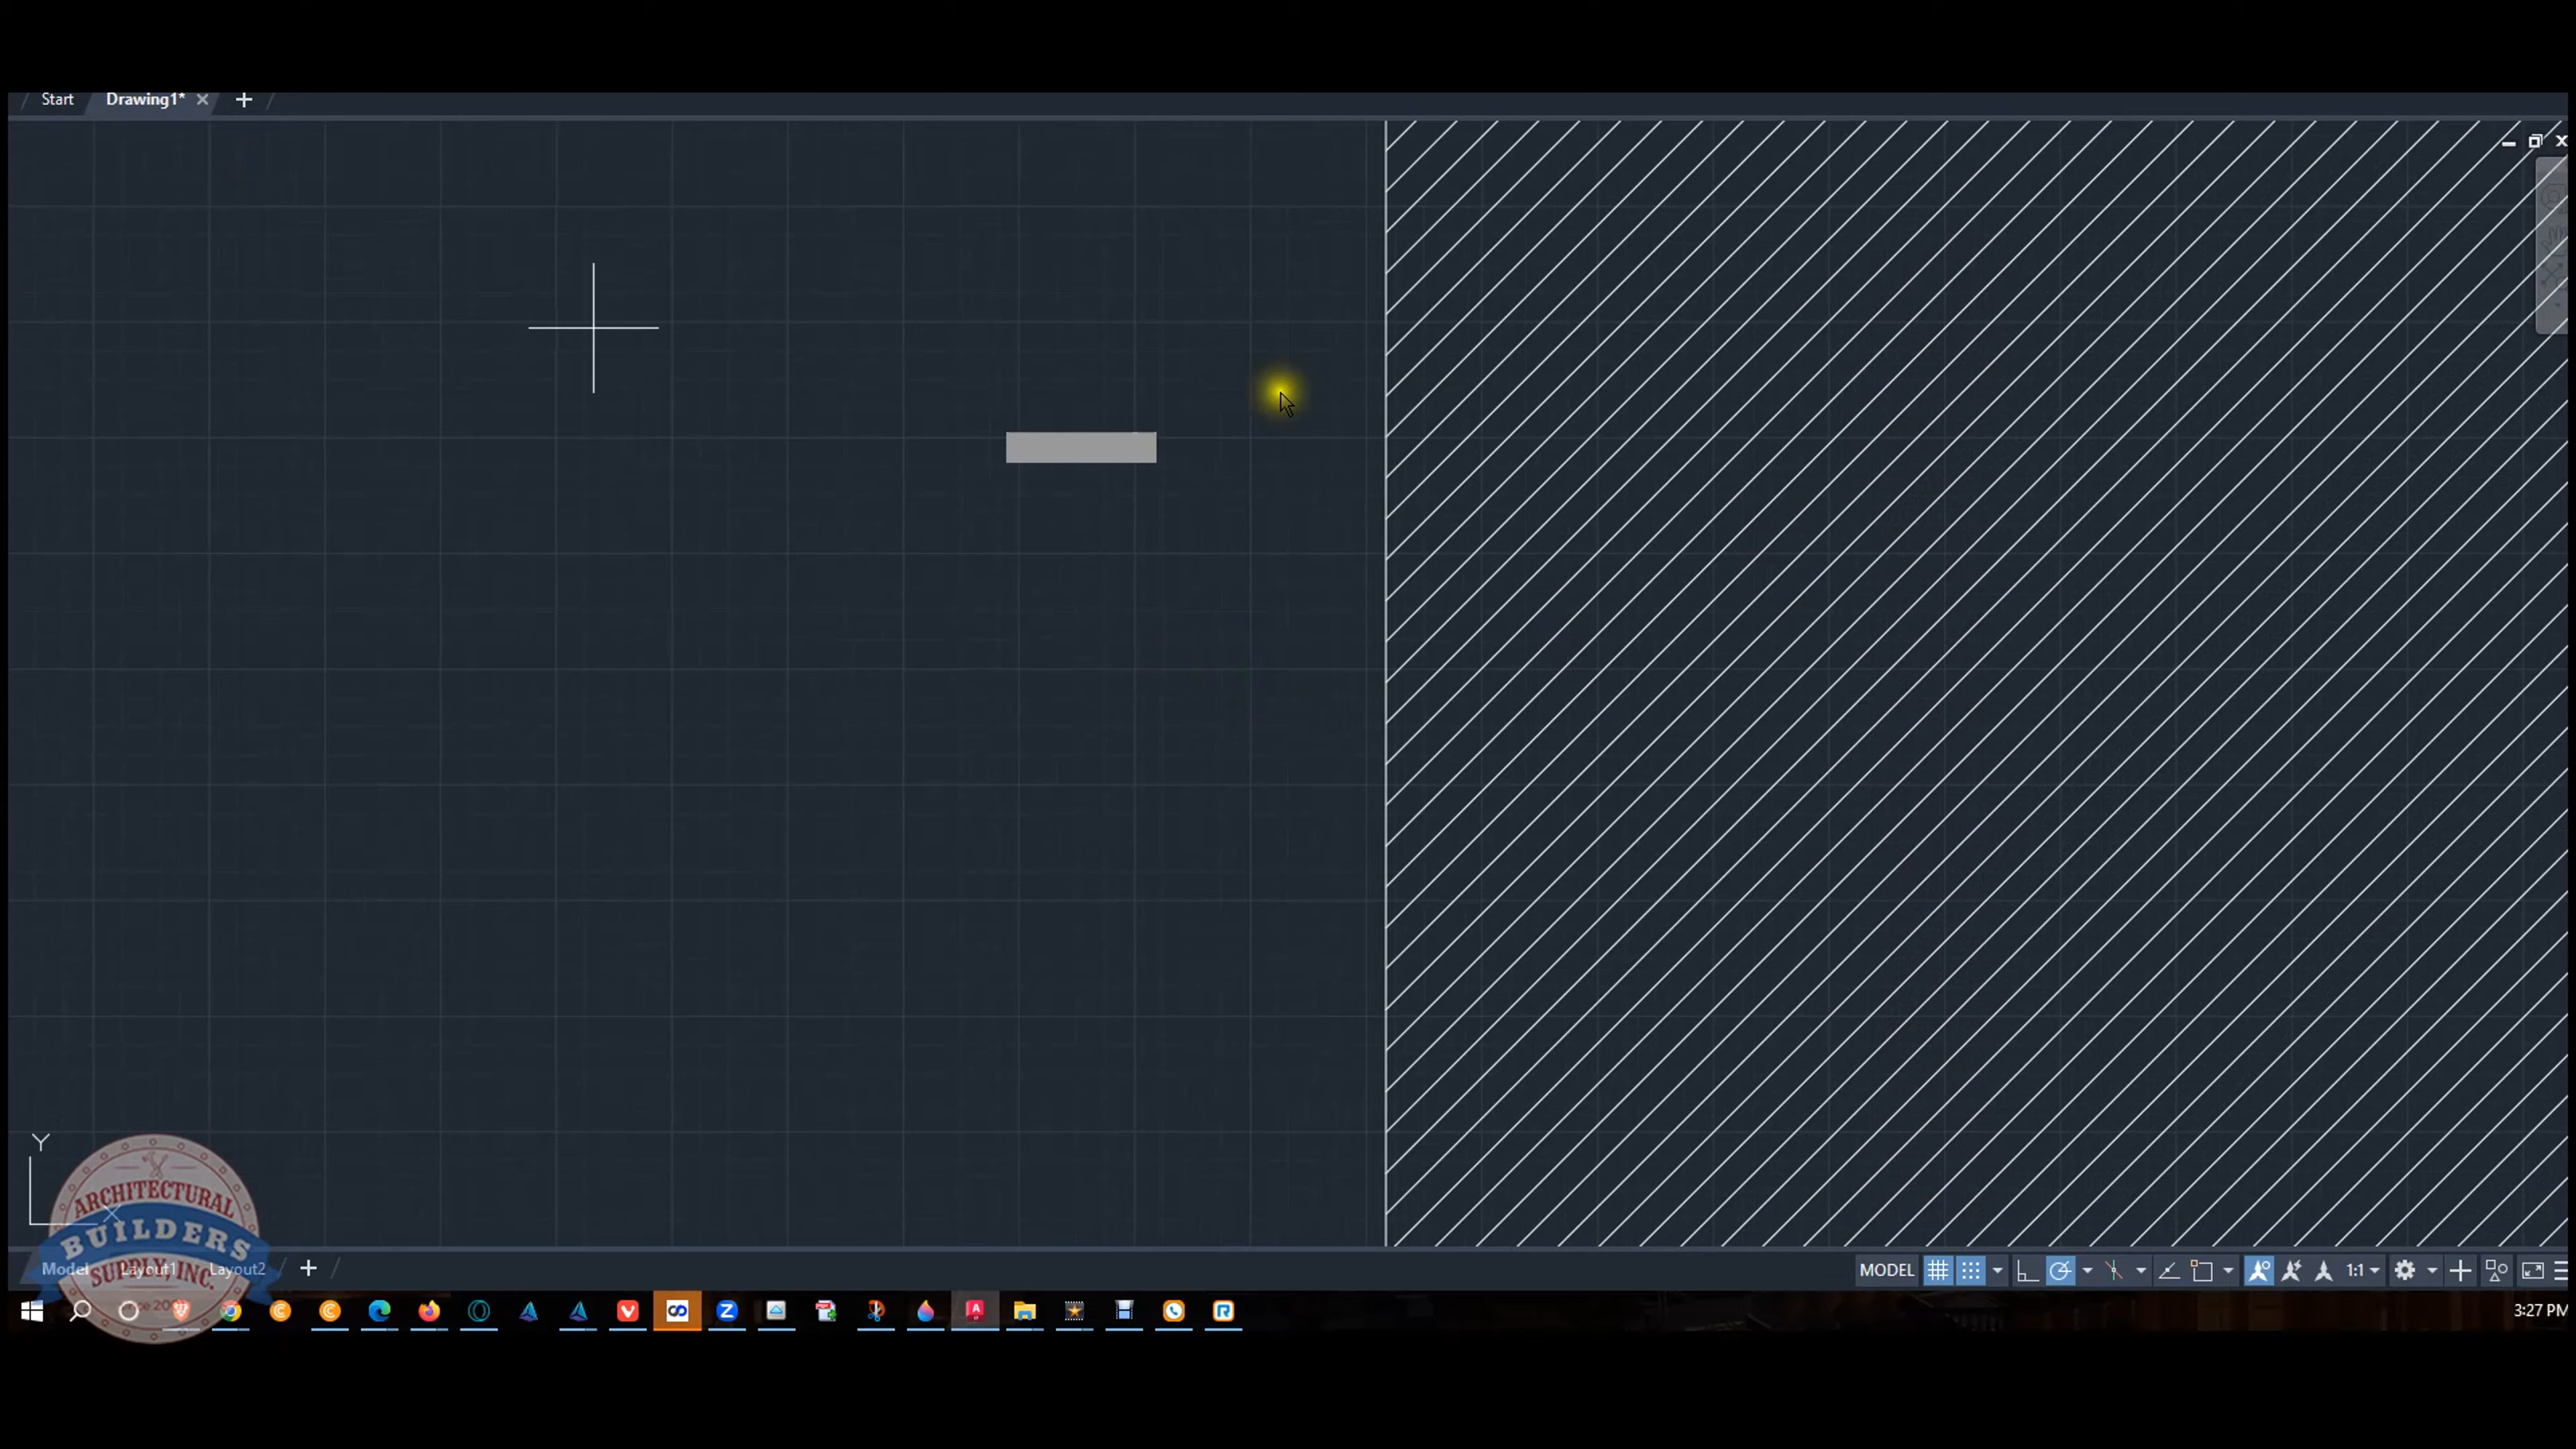 Start
Drawing1*
Y
X
ARCHITECTURAL
BUILDERS
SUPPLY, INC.
Model
Layout1
Layout2
MODEL
1:1
3:27 PM